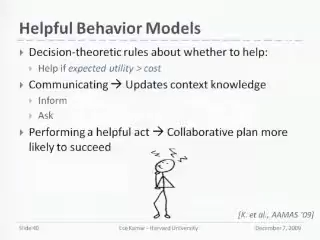 Helpful Behavior Models
Decision-theoretic rules about whether to help:
Help if expected utility > cost
Communicating → Updates context knowledge
Inform
Ask
Performing a helpful act → Collaborative plan more
likely to succeed
[K. et al., AAMAS '09]
Slide 40
Ece Kamar - Harvard University
December 7, 2009